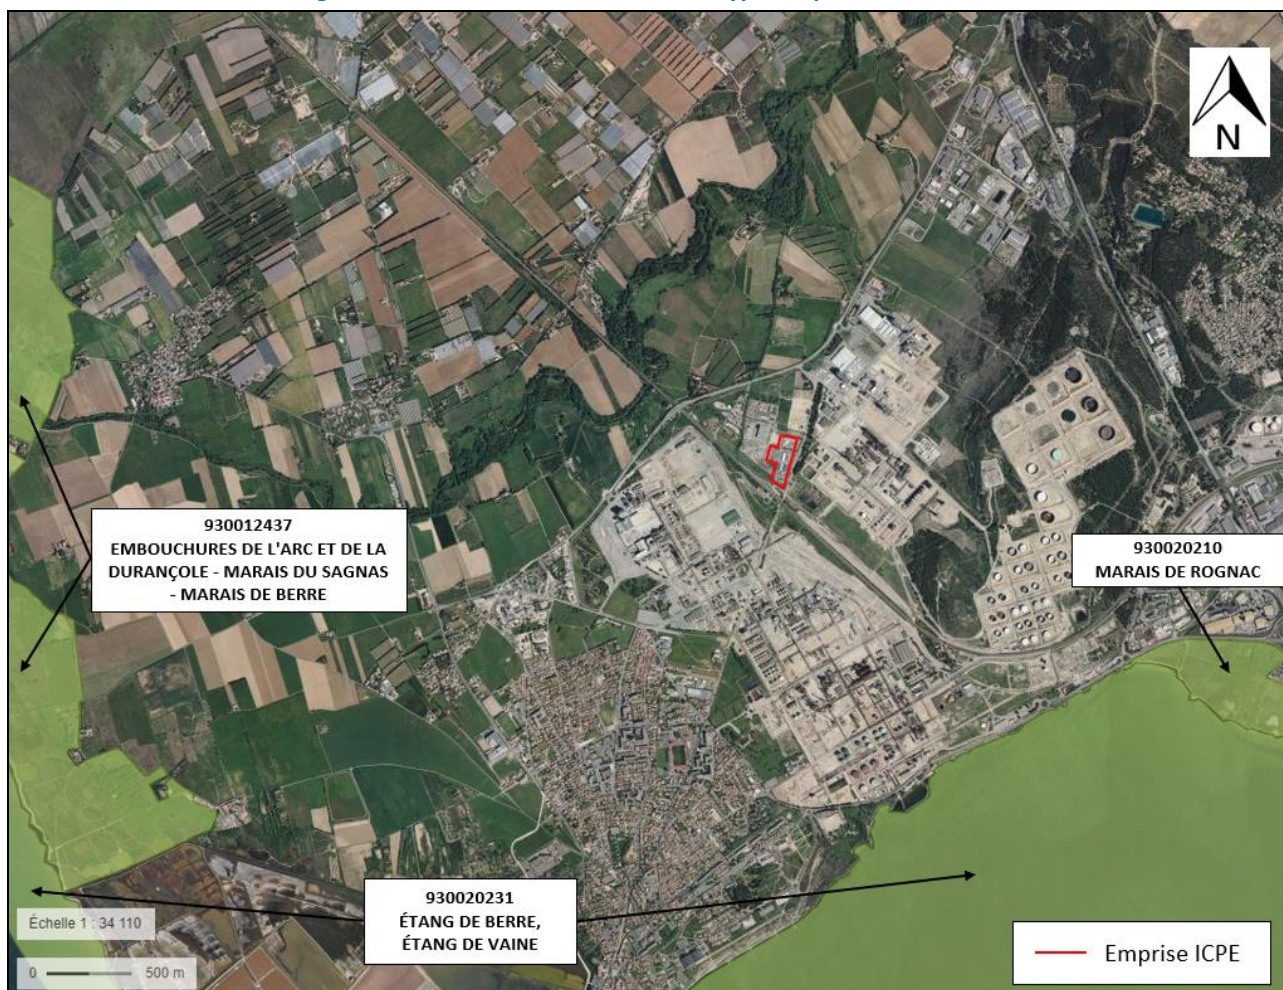 N
930012437
EMBOUCHURES DE L'ARC ET DE LA
DURANÇOLE - MARAIS DU SAGNAS
- MARAIS DE BERRE
930020210
MARAIS DE ROGNAC
930020231
ÉTANG DE BERRE,
ÉTANG DE VAINE
Échelle 1 : 34 110
0 500 m
Emprise ICPE